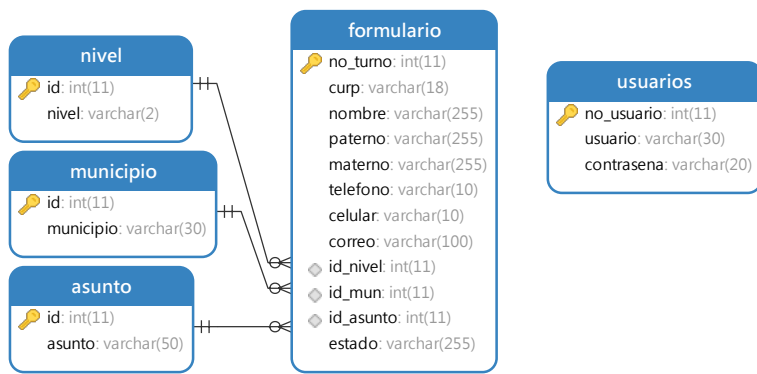 nivel
id: int(11)
nivel: varchar(2)
municipio
id: int(11)
municipio: varchar(30)
asunto
id: int(11)
asunto: varchar(50)
formulario
no_turno: int(11)
curp: varchar(18)
nombre: varchar(255)
paterno: varchar(255)
materno: varchar(255)
telefono: varchar(10)
celular: varchar(10)
correo: varchar(100)
id_nivel: int(11)
id_mun: int(11)
id_asunto: int(11)
estado: varchar(255)
usuarios
no_usuario: int(11)
usuario: varchar(30)
contrasena: varchar(20)